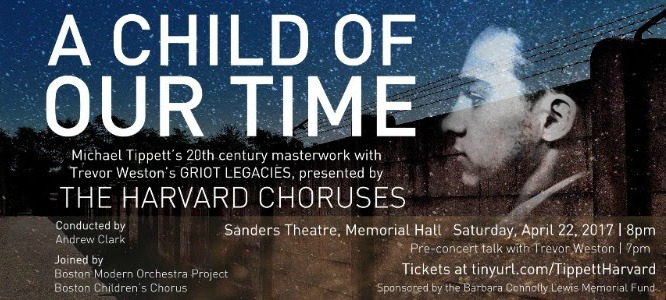 A CHILD OF
OUR TIME
Michael Tippett's 20th century masterwork with
Trevor Weston's GRIOT LEGACIES, presented by
THE HARVARD CHORUSES
Conducted by
Andrew Clark
Joined by
Boston Modern Orchestra Project
Boston Children's Chorus
Sanders Theatre, Memorial Hall Saturday, April 22, 2017 | 8pm
Pre-concert talk with Trevor Weston | 7pm
Tickets at tinyurl.com/TippettHarvard
Sponsored by the Barbara Connolly Lewis Memorial Fund